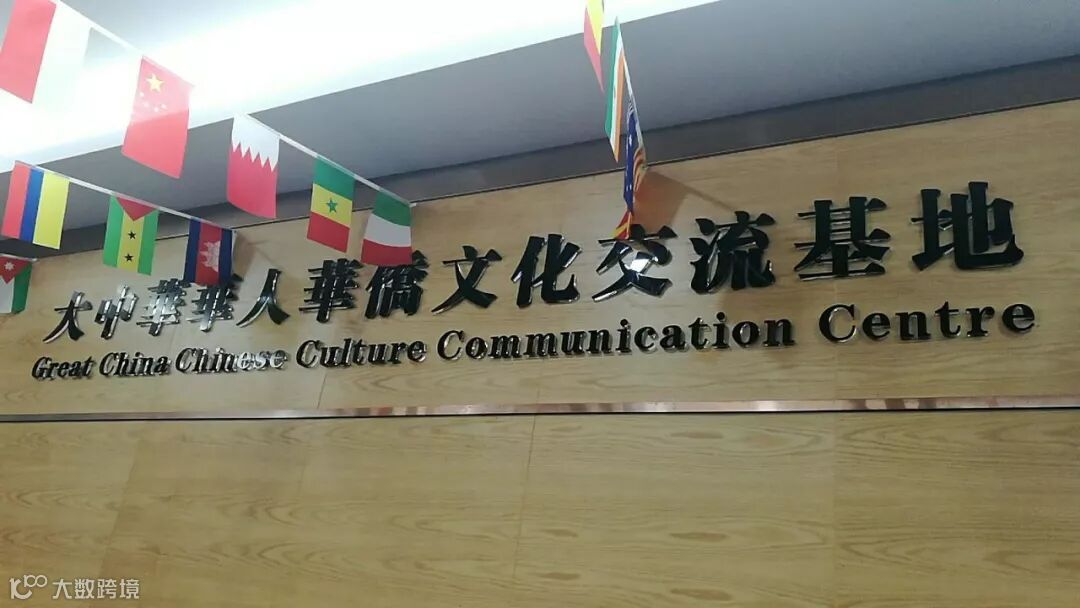 大中華華人華僑文化交流基地
Great China Chinese Culture Communication Centre
大数跨境